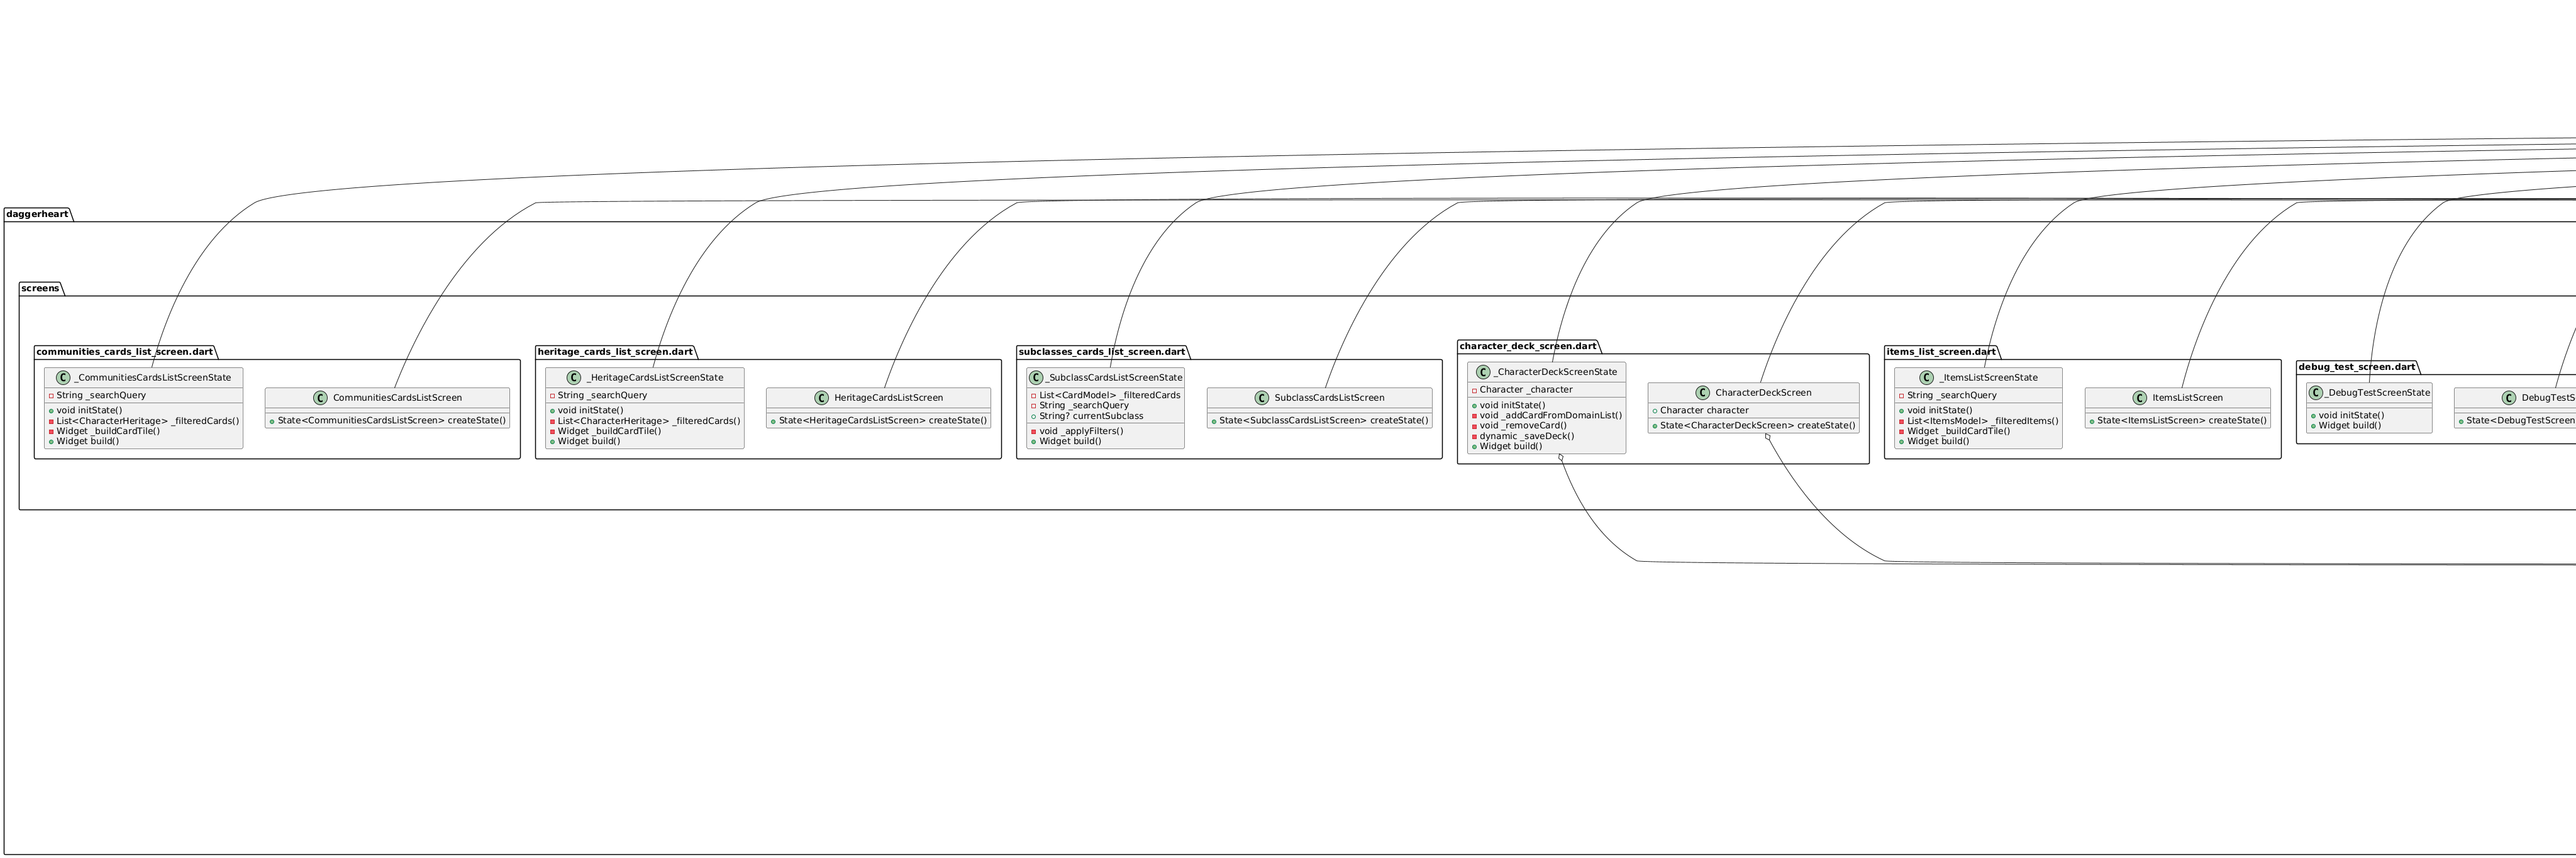 daggerheart
screens
communities_cards_list_screen.dart
C _CommunitiesCardsListScreenState
String _searchQuery
void initState()
List<CharacterHeritage> _filteredCards()
Widget _buildCardTile()
Widget build()
C CommunitiesCardsListScreen
State<CommunitiesCardsListScreen> createState()
heritage_cards_list_screen.dart
C _HeritageCardsListScreenState
String _searchQuery
void initState()
List<CharacterHeritage> _filteredCards()
Widget _buildCardTile()
Widget build()
C HeritageCardsListScreen
State<HeritageCardsListScreen> createState()
subclasses_cards_list_screen.dart
C _SubclassCardsListScreenState
List<CardModel> _filteredCards
String _searchQuery
String? currentSubclass
void _applyFilters()
Widget build()
C SubclassCardsListScreen
State<SubclassCardsListScreen> createState()
character_deck_screen.dart
C _CharacterDeckScreenState
Character _character
void initState()
void _addCardFromDomainList()
void _removeCard()
dynamic _saveDeck()
Widget build()
C CharacterDeckScreen
Character character
State<CharacterDeckScreen> createState()
items_list_screen.dart
C _ItemsListScreenState
String _searchQuery
void initState()
List<ItemsModel> _filteredItems()
Widget _buildCardTile()
Widget build()
C ItemsListScreen
State<ItemsListScreen> createState()
debug_test_screen.dart
C _DebugTestScreenState
void initState()
Widget build()
C DebugTestS
State<DebugTestScreen